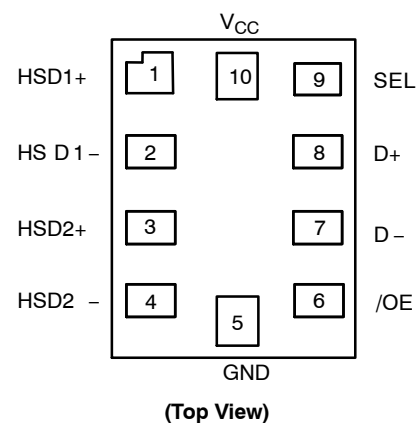 V_CC
HSD1+ 1 10 9 SEL
HS D1 – 2 8 D+
HSD2+ 3 7 D –
HSD2 – 4 5 6 /OE
GND
(Top View)